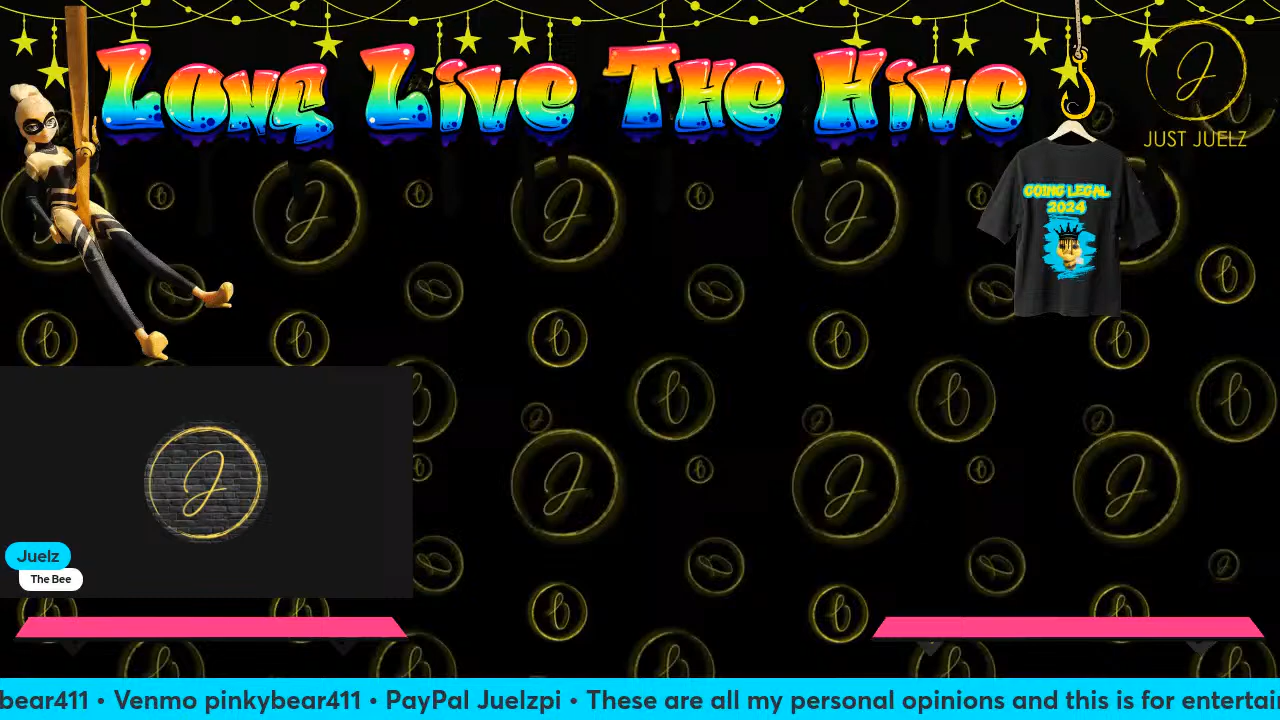 Long Live The Hive
J
JUST JUELZ
GOING LEGAL
2024
J
Juelz
The Bee
bear411 • Venmo pinkybear411 • PayPal Juelzpi • These are all my personal opinions and this is for entertai